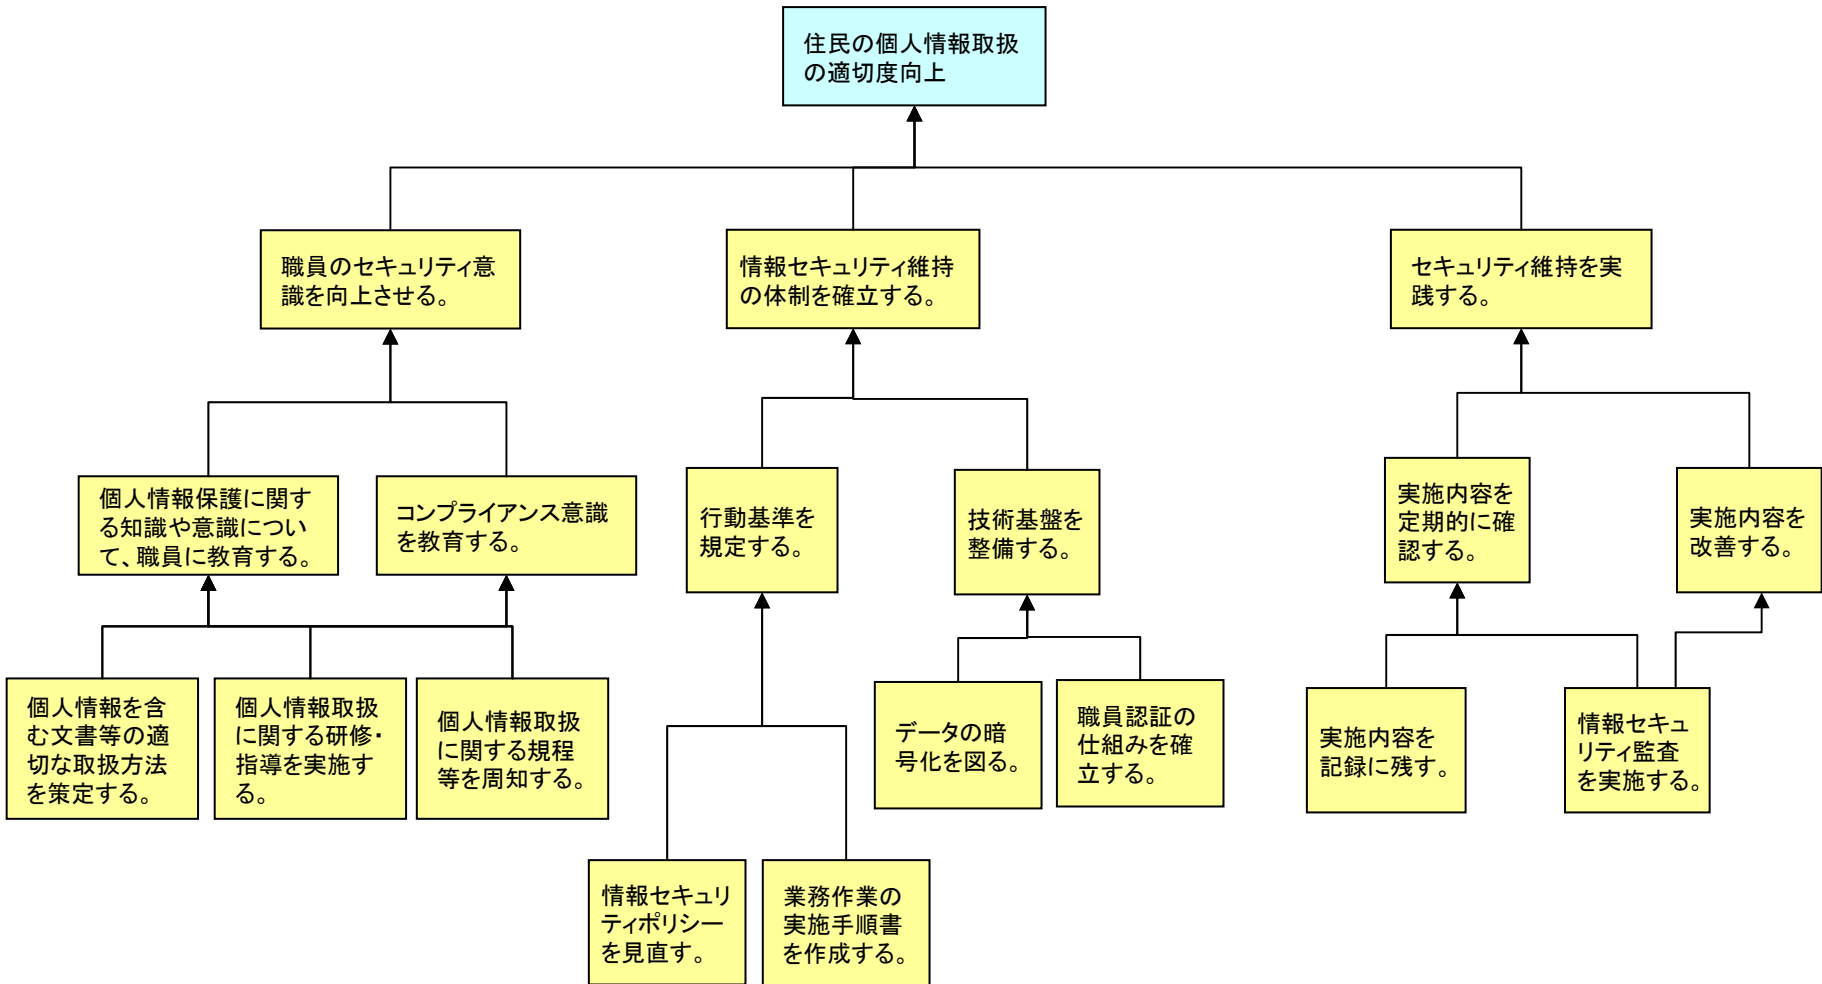 住民の個人情報取扱
の適切度向上
職員のセキュリティ意
識を向上させる。
情報セキュリティ維持
の体制を確立する。
セキュリティ維持を実
践する。
個人情報保護に関す
る知識や意識につい
て、職員に教育する。
コンプライアンス意識
を教育する。
行動基準を
規定する。
技術基盤を
整備する。
実施内容を
定期的に確
認する。
実施内容を
改善する。
個人情報を含
む文書等の適
切な取扱方法
を策定する。
個人情報取扱
に関する研修・
指導を実施す
る。
個人情報取扱
に関する規程
等を周知する。
データの暗
号化を図る。
職員認証の
仕組みを確
立する。
実施内容を
記録に残す。
情報セキュ
リティ監査
を実施する。
情報セキュリ
ティポリシー
を見直す。
業務作業の
実施手順書
を作成する。